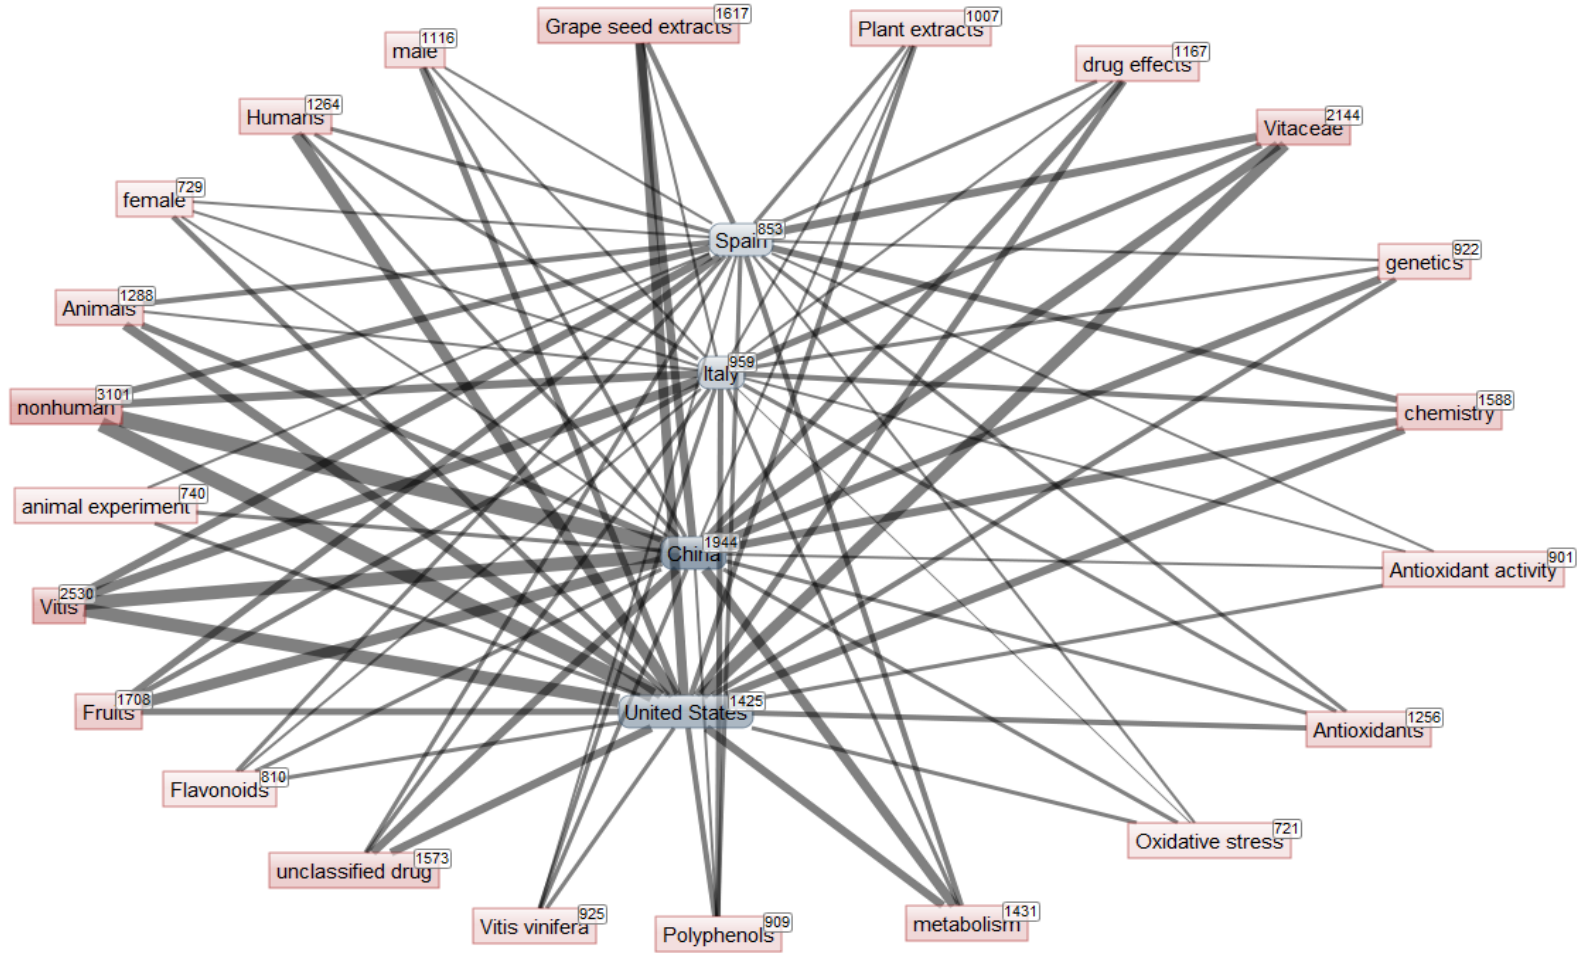 Grape seed extracts 1617
Plant extracts 1007
male 1116
drug effects 1167
Humans 1264
Vitaceae 2144
female 729
Spain 853
genetics 922
Animals 1288
Italy 959
nonhuman 3101
chemistry 1588
animal experiment 740
China 1944
Antioxidant activity 901
Vitis 2530
Fruits 1708
United States 1425
Antioxidants 1256
Flavonoids 810
Oxidative stress 721
unclassified drug 1573
Vitis vinifera 925
Polyphenols 909
metabolism 1431